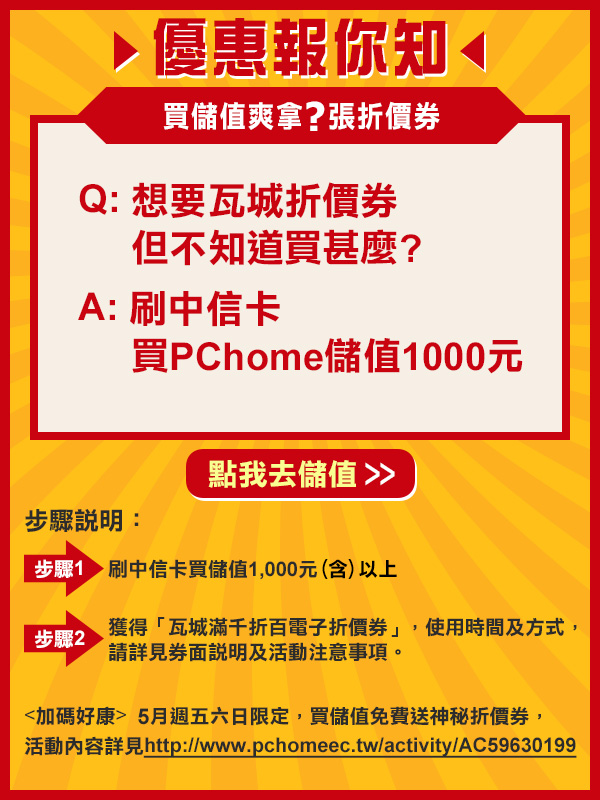 優惠報你知
買儲值爽拿?張折價券
Q: 想要瓦城折價券
但不知道買甚麼?
A: 刷中信卡
買PChome儲值1000元
點我去儲值 >>
步驟説明：
步驟1 刷中信卡買儲值1,000元(含)以上
步驟2 獲得「瓦城滿千折百電子折價券」，使用時間及方式，
請詳見券面説明及活動注意事項。
<加碼好康> 5月週五六日限定，買儲值免費送神秘折價券，
活動內容詳見http://www.pchomeec.tw/activity/AC59630199